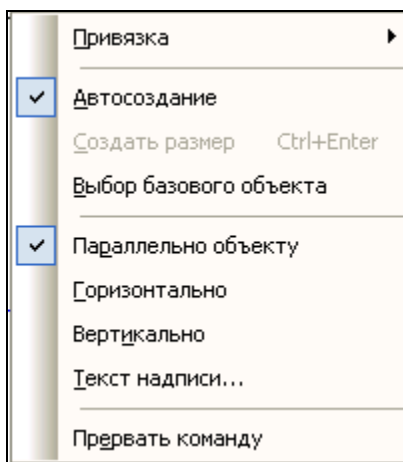 Привязка
Автосоздание
Создать размер Ctrl+Enter
Выбор базового объекта
Параллельно объекту
Горизонтально
Вертикально
Текст надписи...
Прервать команду